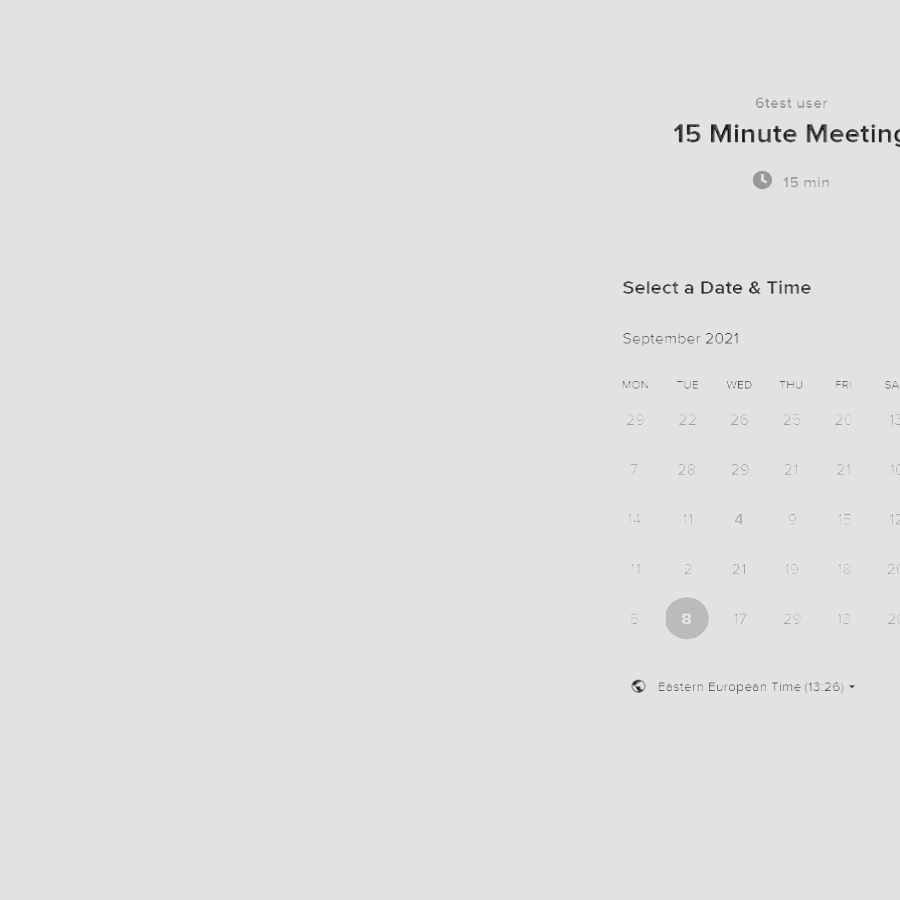 6test user
15 Minute Meeting
15 min
Select a Date & Time
September 2021
MON TUE WED THU FRI
29 22 26 25 20 13
7 28 29 21 21 10
14 11 4 9 15 12
11 2 21 19 18 20
5 8 17 29 13 20
Eastern European Time (13:26)